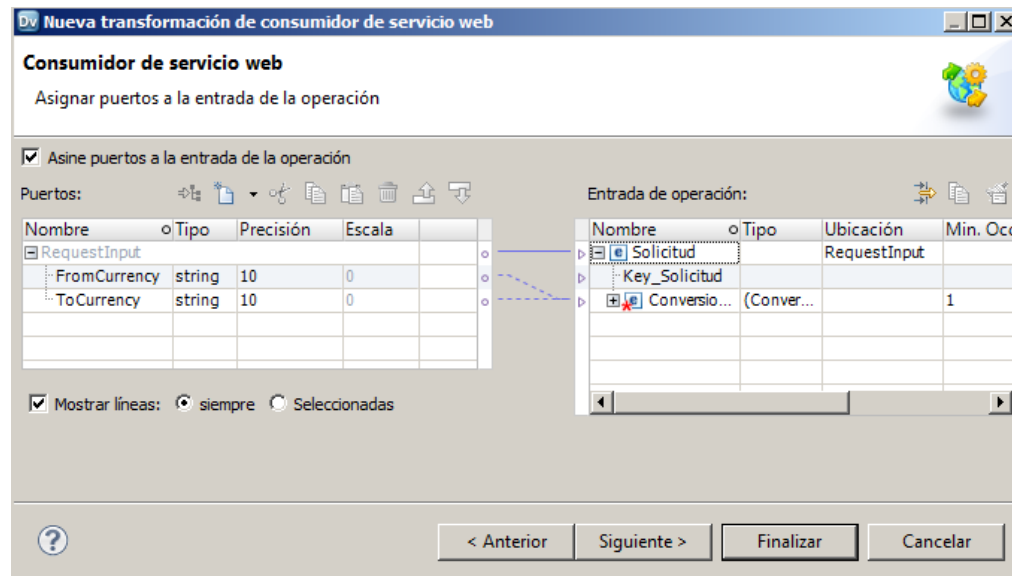 Dv Nueva transformación de consumidor de servicio web
Consumidor de servicio web
Asignar puertos a la entrada de la operación
Asine puertos a la entrada de la operación
Puertos:
Entrada de operación:
Nombre Tipo Precisión Escala
Nombre Tipo Ubicación Min. Occ
RequestInput
e Solicitud RequestInput
FromCurrency string 10 0
Key_Solicitud
ToCurrency string 10 0
e Conversio... (Conver... 1
Mostrar líneas: siempre Seleccionadas
? < Anterior Siguiente > Finalizar Cancelar